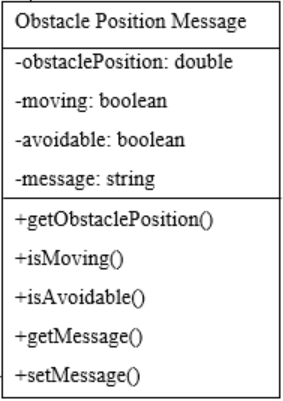 Obstacle Position Message
-obstaclePosition: double
-moving: boolean
-avoidable: boolean
-message: string
+getObstaclePosition()
+isMoving()
+isAvoidable()
+getMessage()
+setMessage()